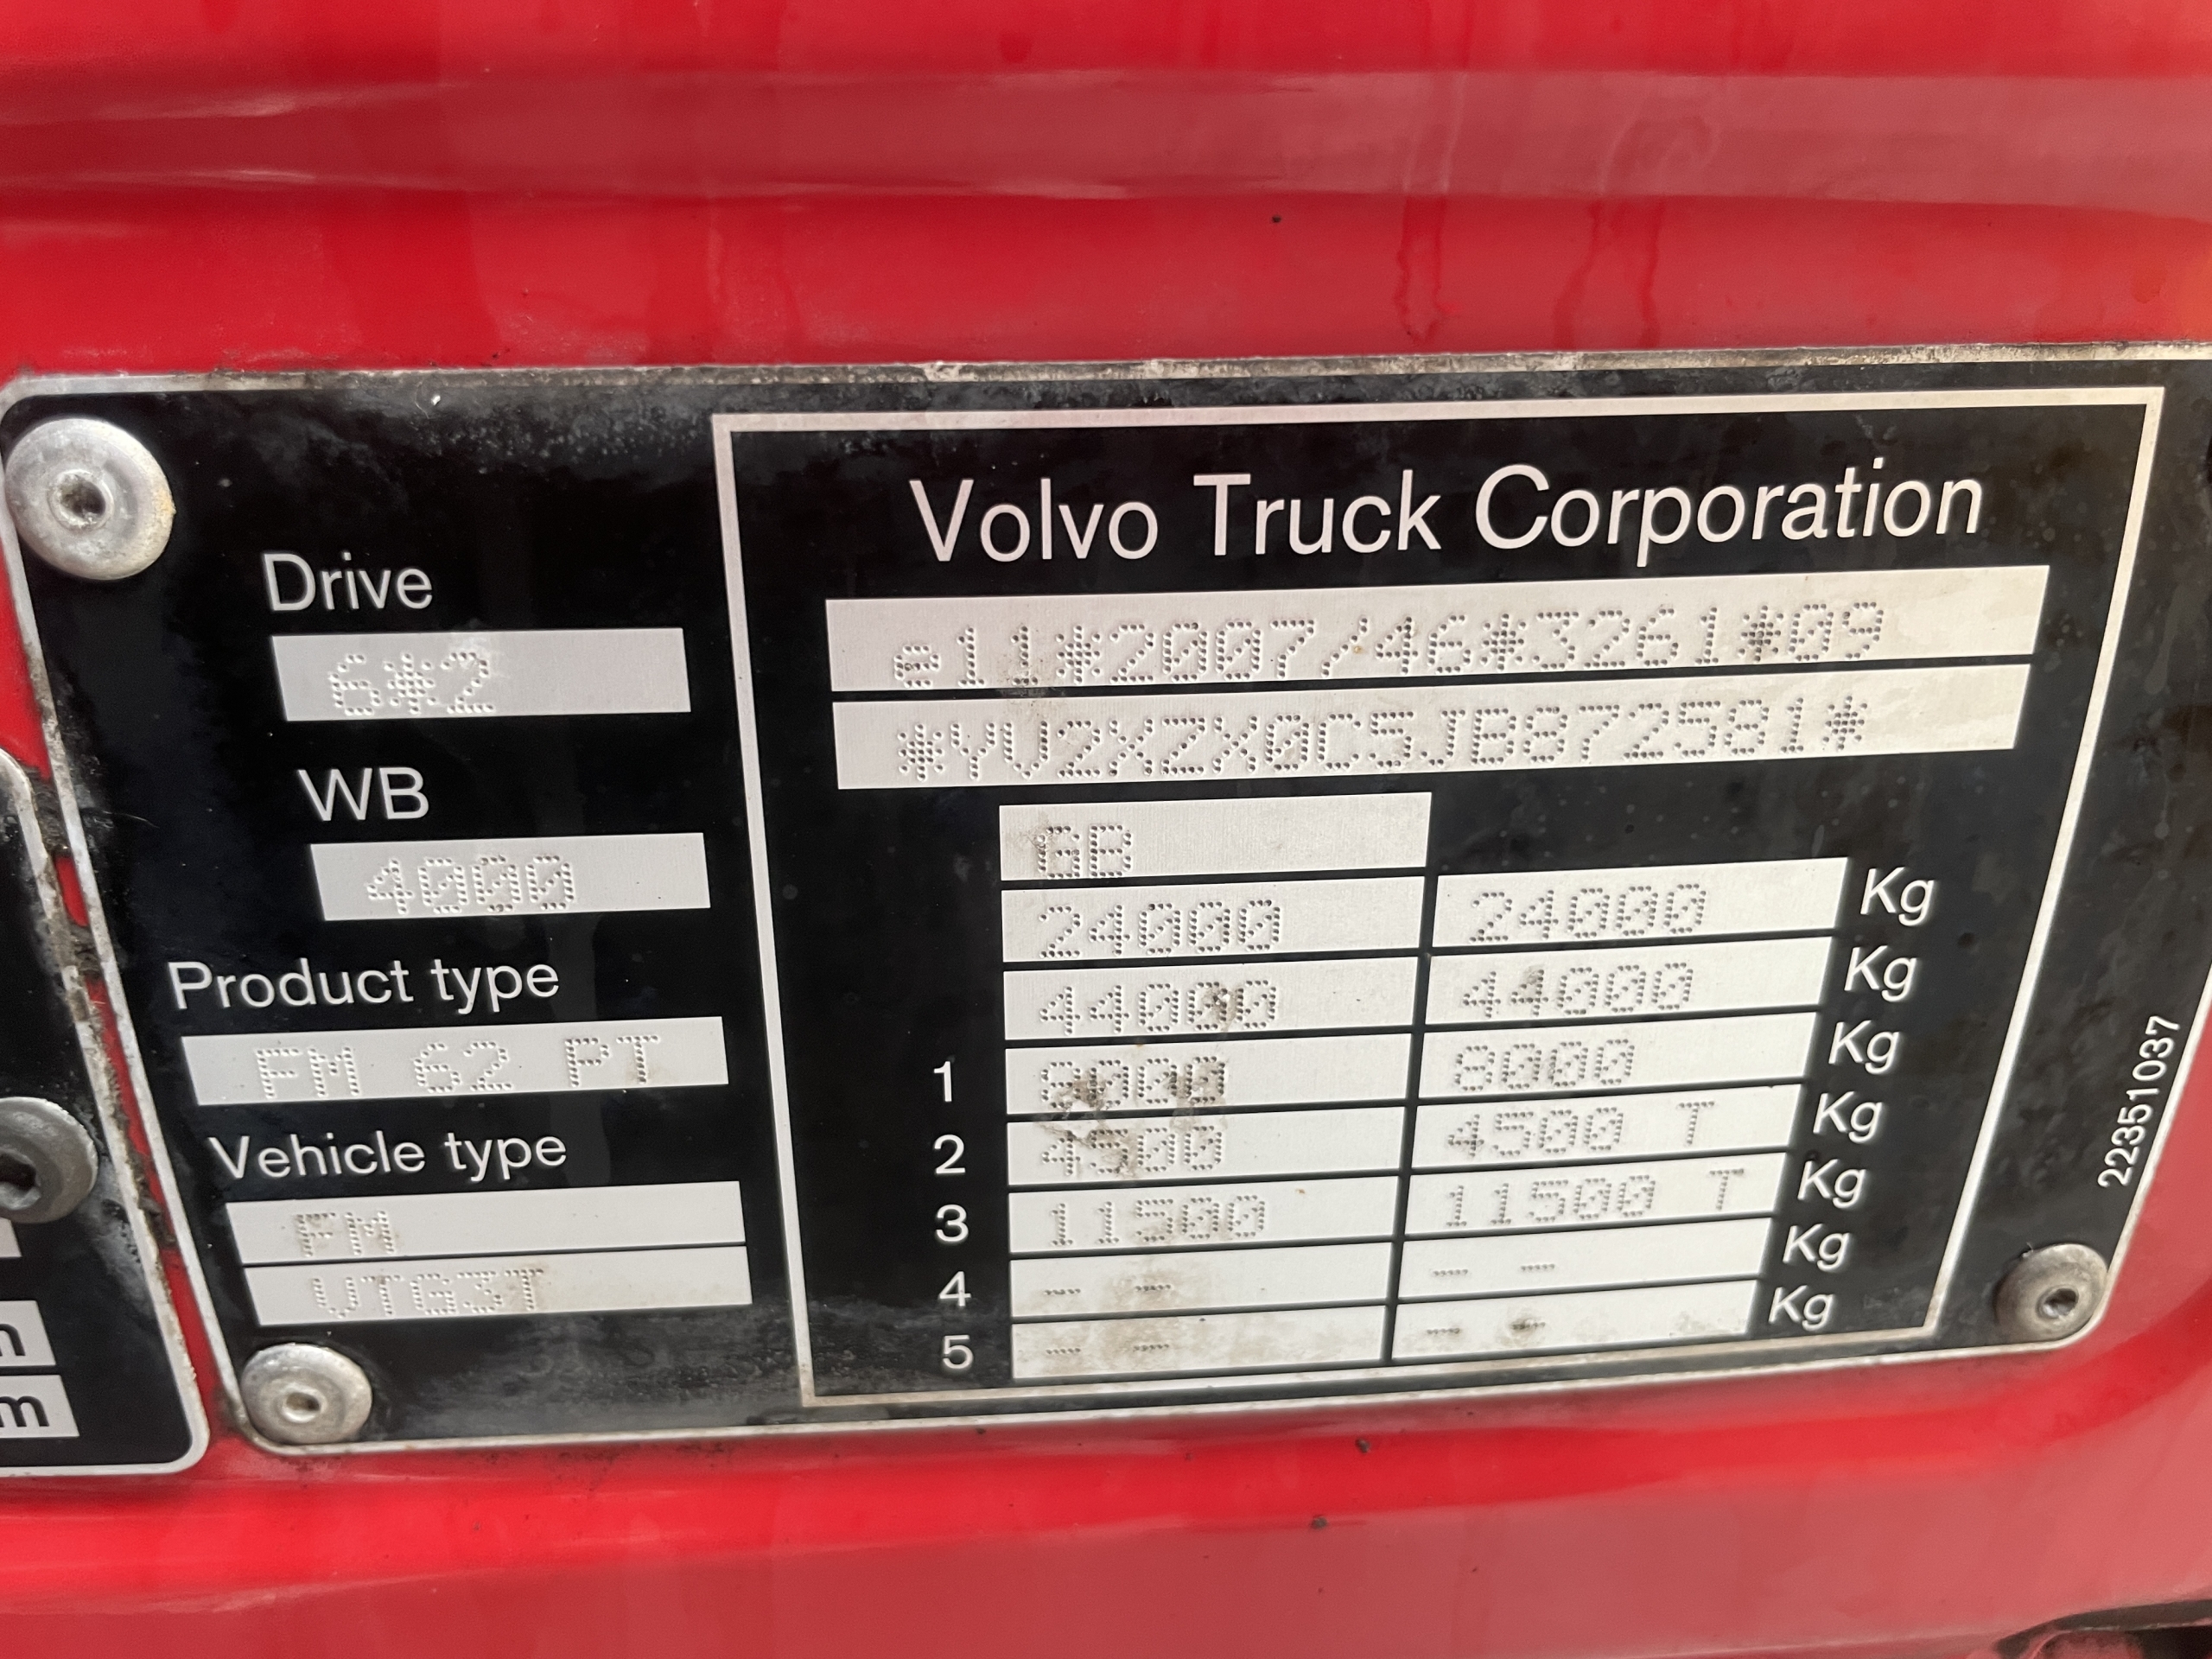 Volvo Truck Corporation
e11*2007/46*3261*09
*YV2XZX0C5JB872581*
GB
24000 24000 Kg
44000 44000 Kg
1 8000 8000 Kg
2 4500 4500 T Kg
3 11500 11500 T Kg
4 -- -- -- -- Kg
5 -- -- -- -- Kg
Drive
6*2
WB
4000
Product type
FM 62 PT
Vehicle type
FM
VTG3T
22351037
m